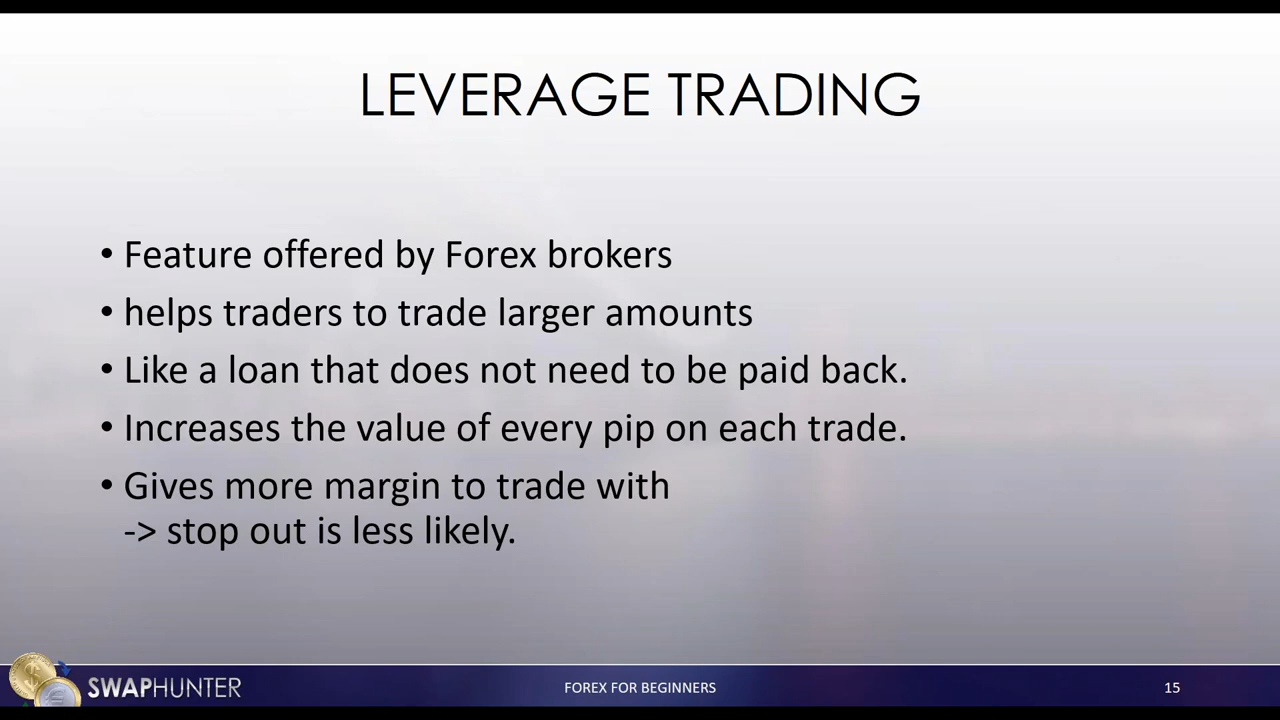 LEVERAGE TRADING
• Feature offered by Forex brokers
• helps traders to trade larger amounts
• Like a loan that does not need to be paid back.
• Increases the value of every pip on each trade.
• Gives more margin to trade with
-> stop out is less likely.
SWAPHUNTER
FOREX FOR BEGINNERS
15